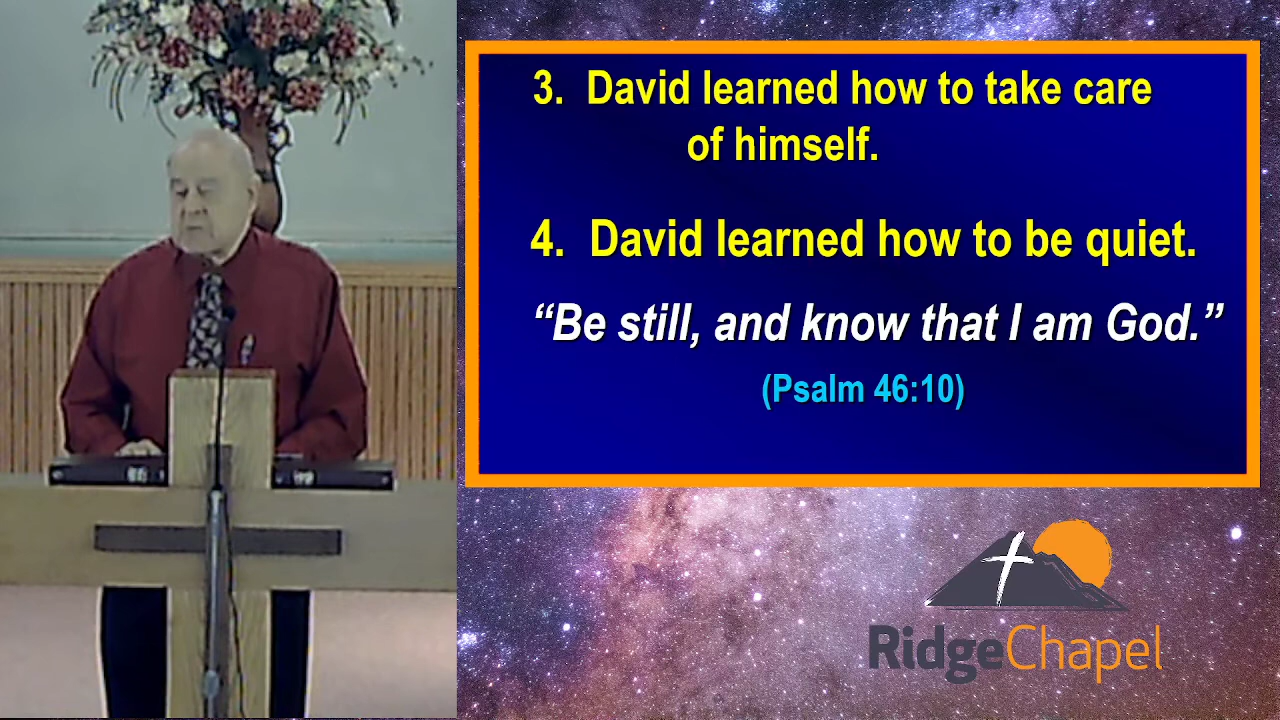 3. David learned how to take care
of himself.
4. David learned how to be quiet.
“Be still, and know that I am God.”
(Psalm 46:10)
RidgeChapel